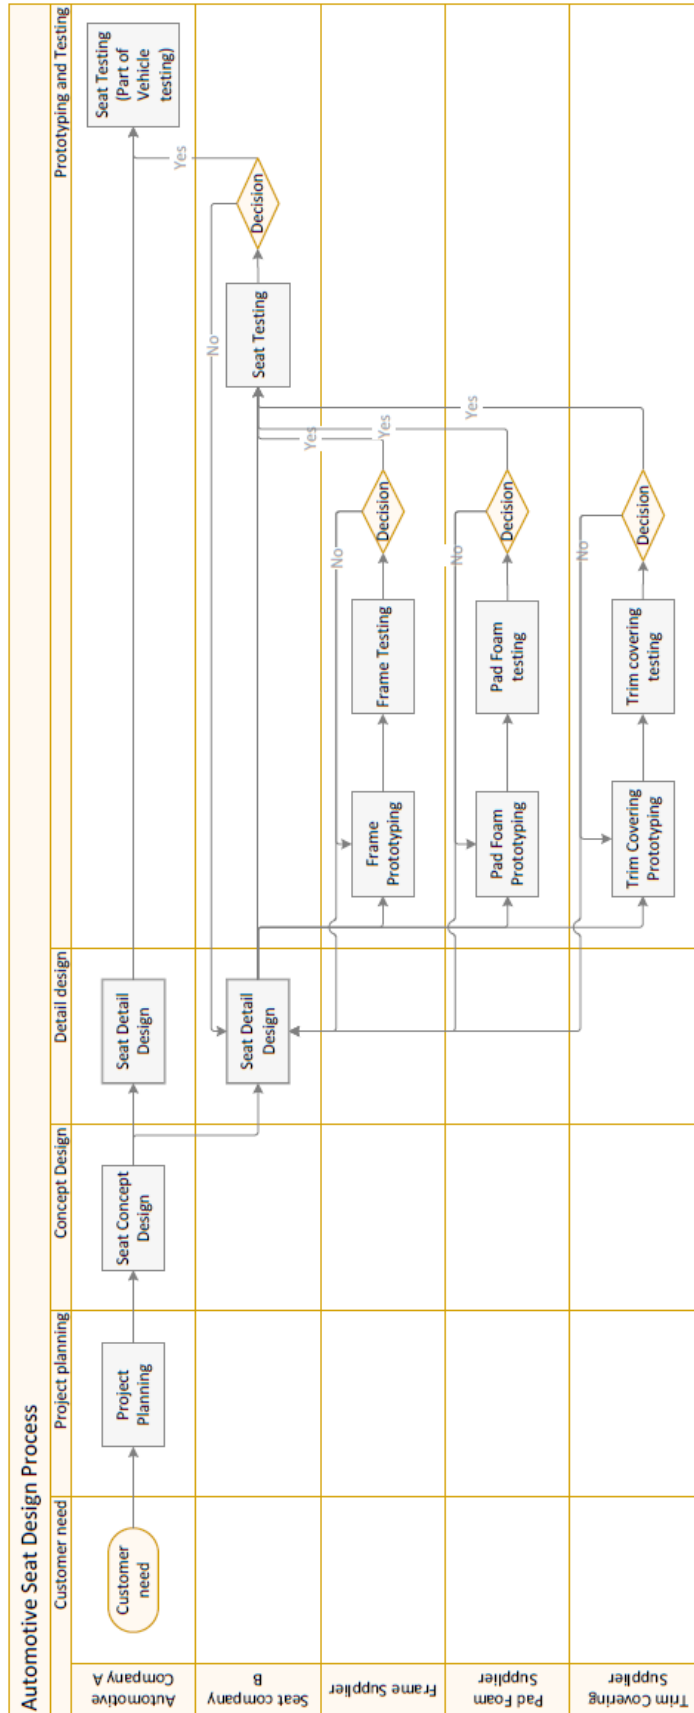 Automotive Seat Design Process
Customer need
Project planning
Concept Design
Detail design
Prototyping and Testing
Automotive
Company A
Customer
need
Project
Planning
Seat Concept
Design
Seat Detail
Design
Seat Testing
(Part of
Vehicle
testing)
Seat company
B
Seat Detail
Design
Seat Testing
Decision
No
Yes
Frame Supplier
Frame
Prototyping
Frame Testing
Decision
No
Yes
Pad Foam
Supplier
Pad Foam
Prototyping
Pad Foam
testing
Decision
No
Yes
Trim Covering
Supplier
Trim Covering
Prototyping
Trim covering
testing
Decision
No
Yes